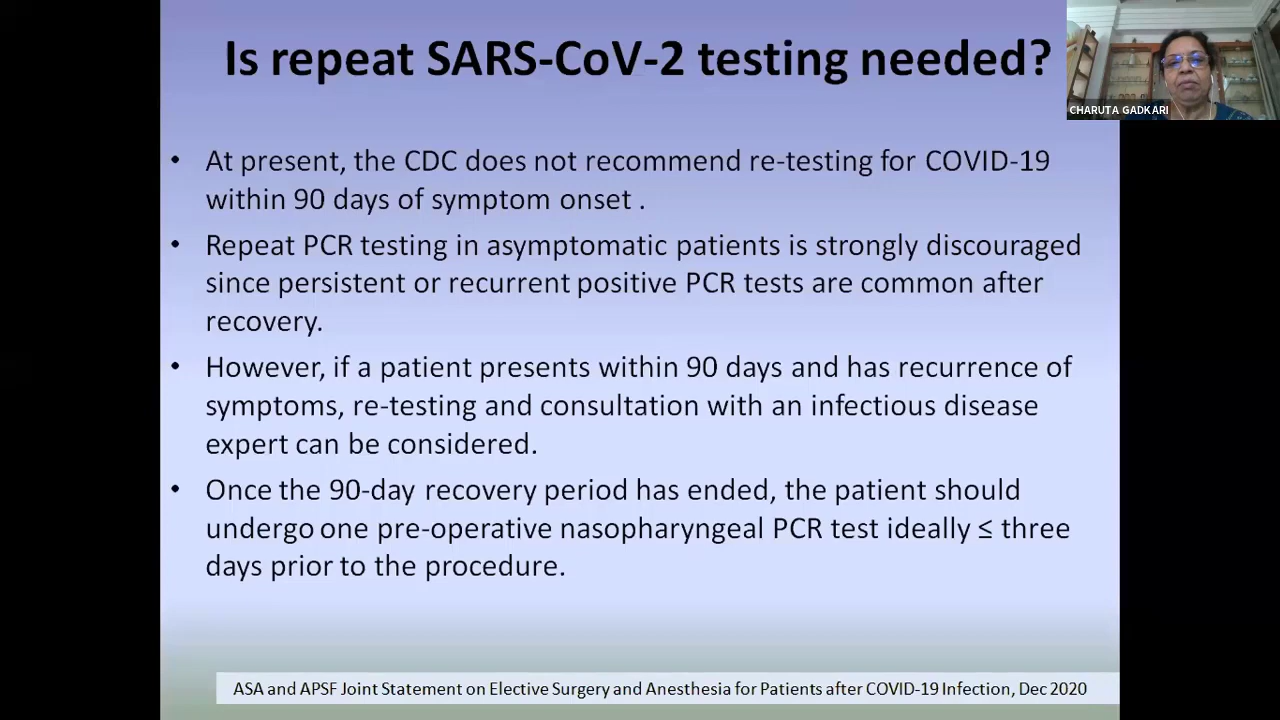 Is repeat SARS-CoV-2 testing needed?
CHARUTA GADKARI
• At present, the CDC does not recommend re-testing for COVID-19
within 90 days of symptom onset .
• Repeat PCR testing in asymptomatic patients is strongly discouraged
since persistent or recurrent positive PCR tests are common after
recovery.
• However, if a patient presents within 90 days and has recurrence of
symptoms, re-testing and consultation with an infectious disease
expert can be considered.
• Once the 90-day recovery period has ended, the patient should
undergo one pre-operative nasopharyngeal PCR test ideally ≤ three
days prior to the procedure.
ASA and APSF Joint Statement on Elective Surgery and Anesthesia for Patients after COVID-19 Infection, Dec 2020